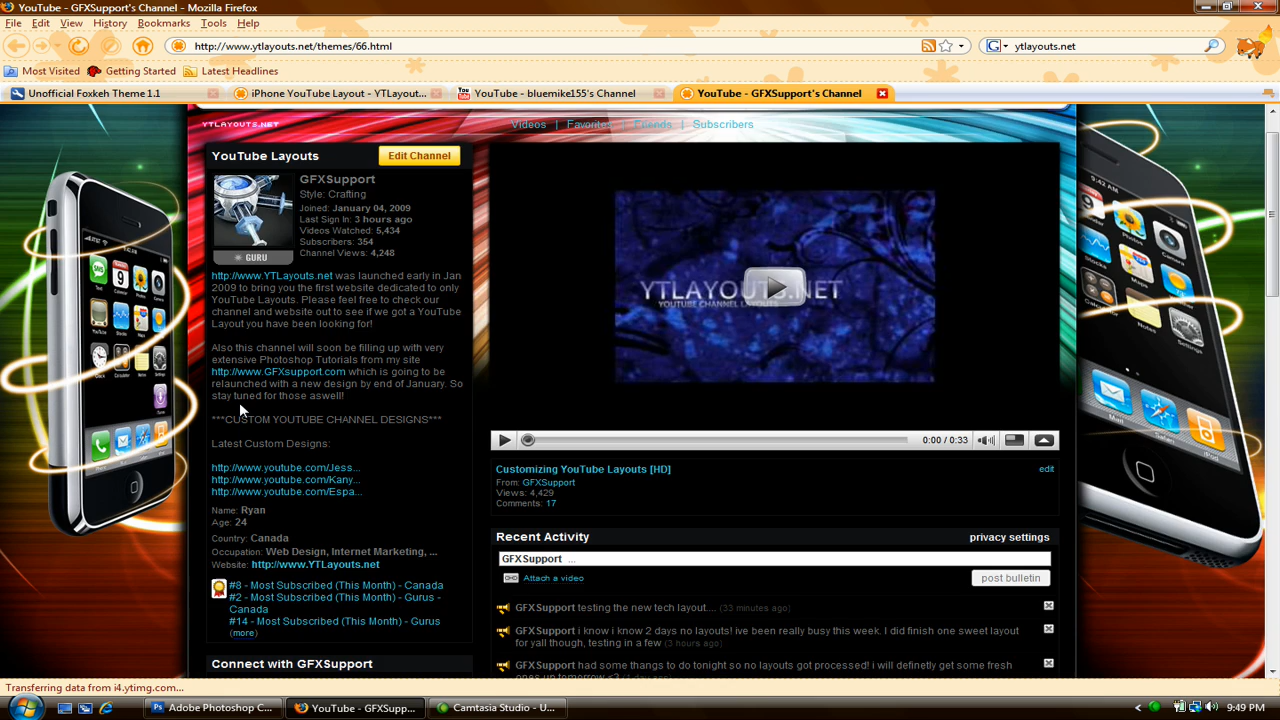 YouTube - GFXSupport's Channel - Mozilla Firefox
File Edit View History Bookmarks Tools Help
http://www.ytlayouts.net/themes/66.html
ytlayouts.net
Most Visited Getting Started Latest Headlines
Unofficial Foxkeh Theme 1.1
iPhone YouTube Layout - YTLayout...
YouTube - bluemike155's Channel
YouTube - GFXSupport's Channel
YTLAYOUTS.NET
Videos | Favorites | Friends | Subscribers
YouTube Layouts
Edit Channel
GFXSupport
Style: Crafting
Joined: January 04, 2009
Last Sign In: 3 hours ago
Videos Watched: 5,434
Subscribers: 354
Channel Views: 4,248
GURU
http://www.YTLayouts.net was launched early in Jan
2009 to bring you the first website dedicated to only
YouTube Layouts. Please feel free to check our
channel and website out to see if we got a YouTube
Layout you have been looking for!
Also this channel will soon be filling up with very
extensive Photoshop Tutorials from my site
http://www.GFXsupport.com which is going to be
relaunched with a new design by end of January. So
stay tuned for those aswell!
***CUSTOM YOUTUBE CHANNEL DESIGNS***
Latest Custom Designs:
http://www.youtube.com/Jess...
http://www.youtube.com/Kany...
http://www.youtube.com/Espa...
Name: Ryan
Age: 24
Country: Canada
Occupation: Web Design, Internet Marketing, ...
Website: http://www.YTLayouts.net
#8 - Most Subscribed (This Month) - Canada
#2 - Most Subscribed (This Month) - Gurus -
Canada
#14 - Most Subscribed (This Month) - Gurus
(more)
Connect with GFXSupport
YTLAYOUTS.NET
YOUTUBE CHANNEL LAYOUTS
0:00 / 0:33
Customizing YouTube Layouts [HD]
edit
From: GFXSupport
Views: 4,429
Comments: 17
Recent Activity
privacy settings
GFXSupport ...
Attach a video
post bulletin
GFXSupport testing the new tech layout.... (33 minutes ago)
GFXSupport i know i know 2 days no layouts! ive been really busy this week. I did finish one sweet layout
for yall though, testing in a few (3 hours ago)
GFXSupport had some thangs to do tonight so no layouts got processed! i will definetly get some fresh
ones up tomorrow <3 (1 day ago)
9:42 AM
Transferring data from i4.ytimg.com...
Adobe Photoshop C...
YouTube - GFXSupp...
Camtasia Studio - U...
9:49 PM